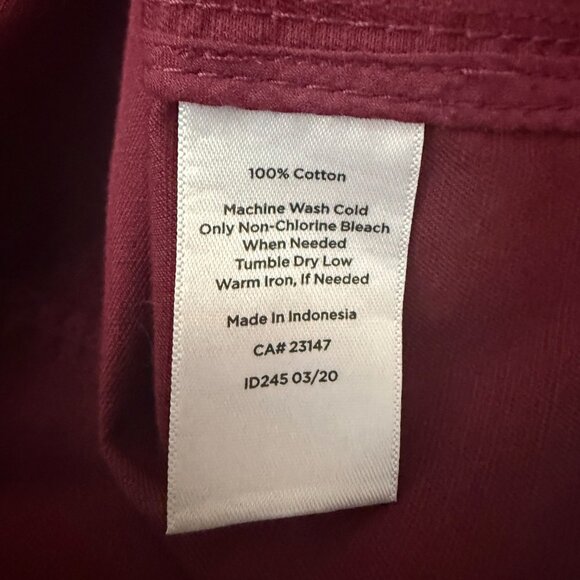 100% Cotton
Machine Wash Cold
Only Non-Chlorine Bleach
When Needed
Tumble Dry Low
Warm Iron, If Needed
Made In Indonesia
CA# 23147
ID245 03/20